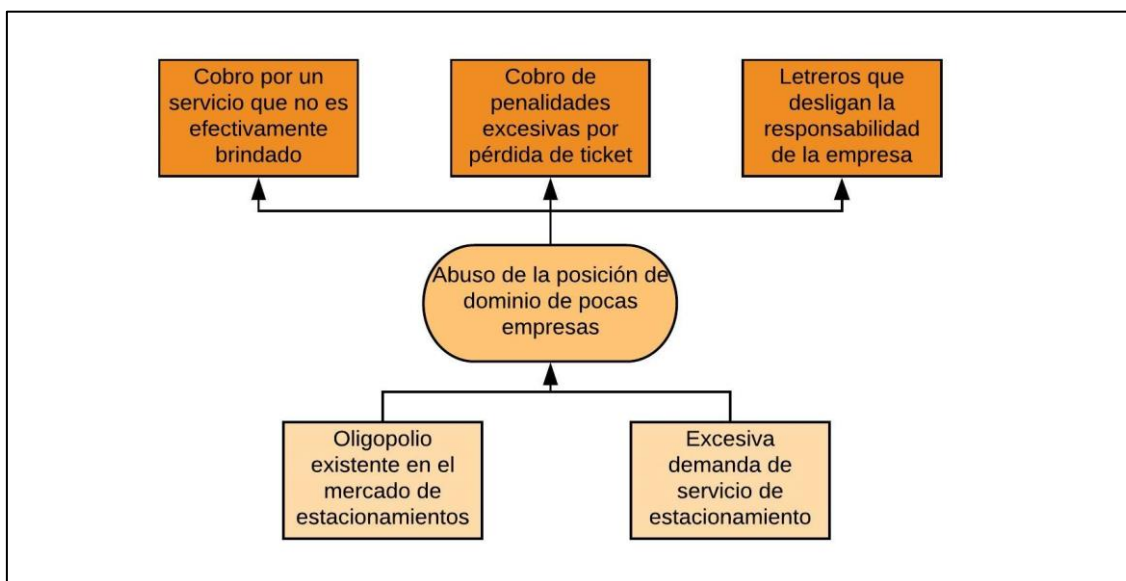 Cobro por un
servicio que no es
efectivamente
brindado
Cobro de
penalidades
excesivas por
pérdida de ticket
Letreros que
desligan la
responsabilidad
de la empresa
Abuso de la posición de
dominio de pocas
empresas
Oligopolio
existente en el
mercado de
estacionamientos
Excesiva
demanda de
servicio de
estacionamiento